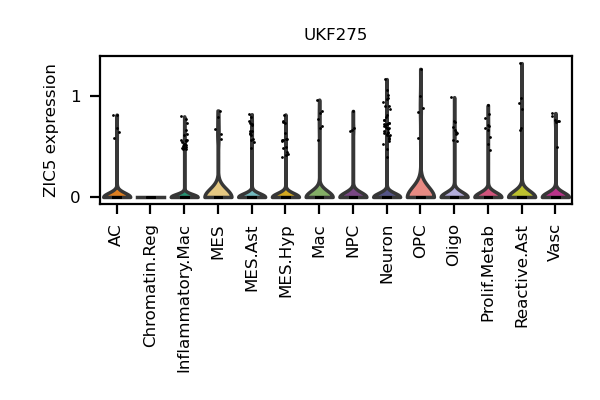 UKF275
ZIC5 expression
1
0
AC
Chromatin.Reg
Inflammatory.Mac
MES
MES.Ast
MES.Hyp
Mac
NPC
Neuron
OPC
Oligo
Prolif.Metab
Reactive.Ast
Vasc